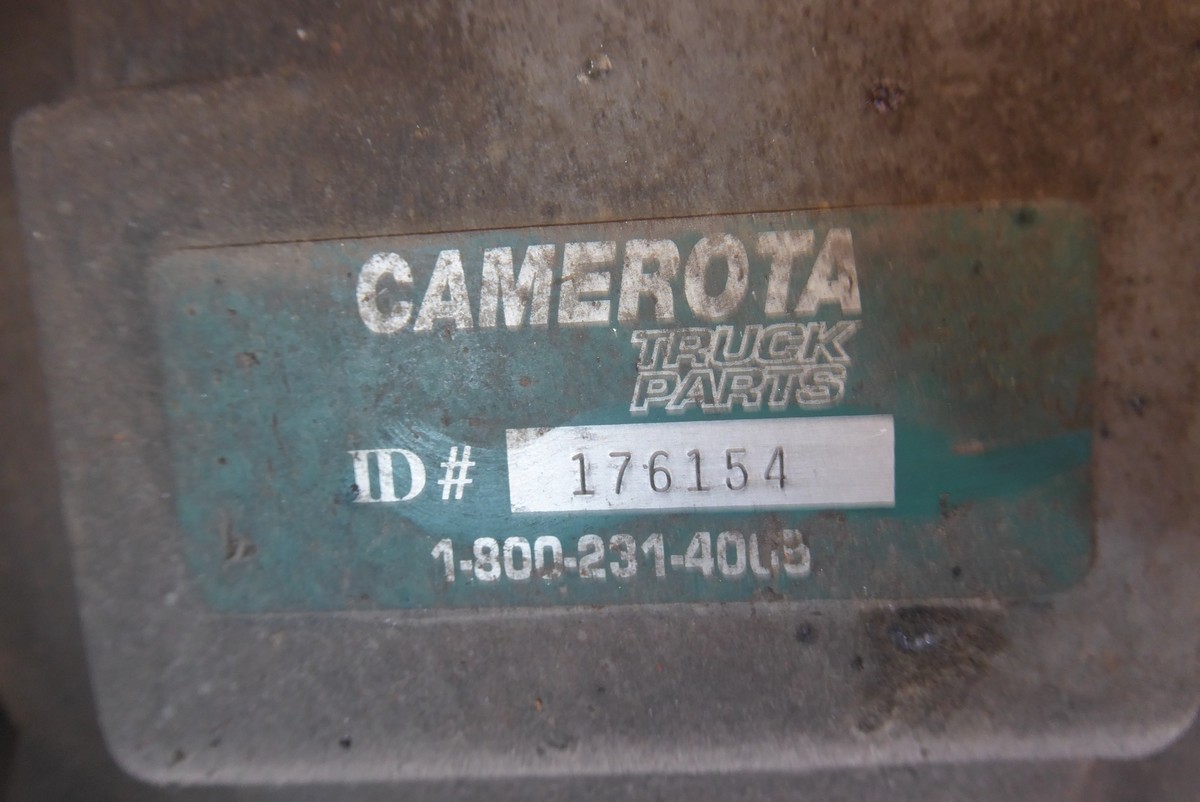 CAMEROTA
TRUCK
PARTS
ID # 176154